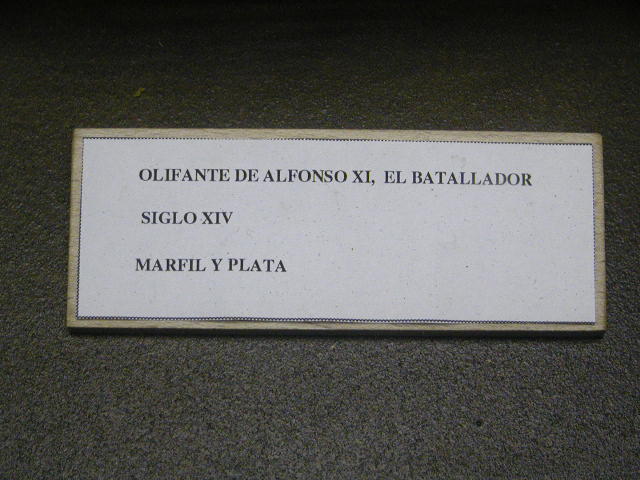 OLIFANTE DE ALFONSO XI, EL BATALLADOR
SIGLO XIV
MARFIL Y PLATA